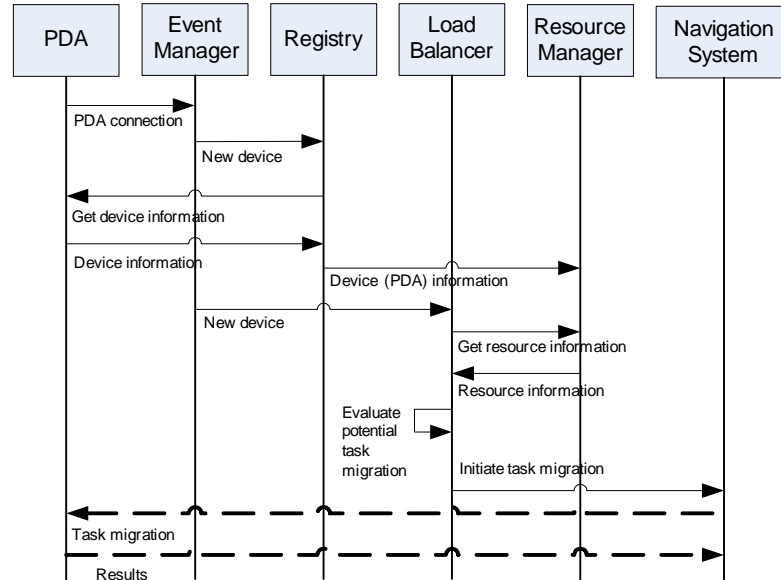 PDA
Event
Manager
Registry
Load
Balancer
Resource
Manager
Navigation
System
PDA connection
New device
Get device information
Device information
Device (PDA) information
New device
Get resource information
Resource information
Evaluate
potential
task
migration
Initiate task migration
Task migration
Results